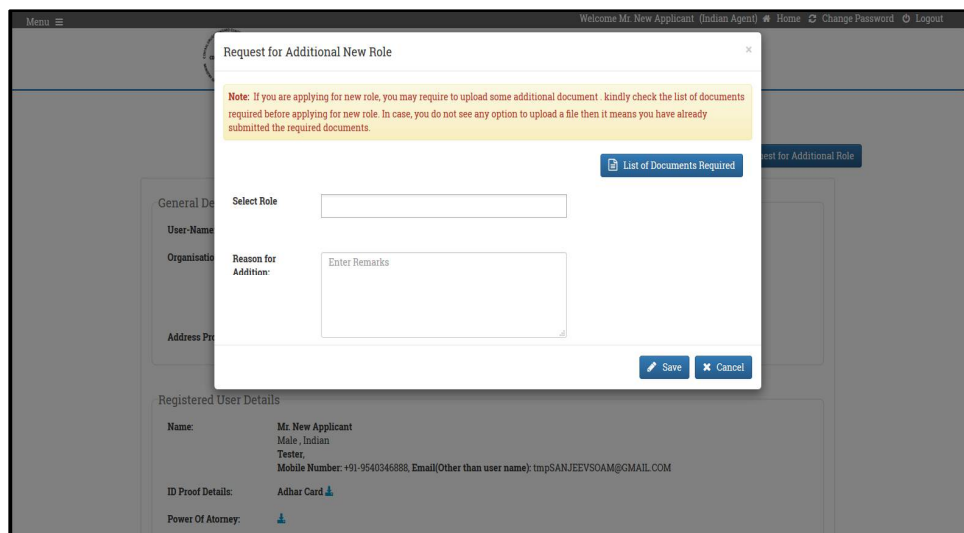 Menu ☰
Welcome Mr. New Applicant (Indian Agent) Home Change Password Logout
Request for Additional New Role ×
Note: If you are applying for new role, you may require to upload some additional document . kindly check the list of documents
required before applying for new role. In case, you do not see any option to upload a file then it means you have already
submitted the required documents.
List of Documents Required
est for Additional Role
General De
Select Role
User-Name
Organisatio
Reason for
Addition:
Enter Remarks
Address Pro
Save
Cancel
Registered User Details
Name: Mr. New Applicant
Male , Indian
Tester,
Mobile Number: +91-9540346888, Email(Other than user name): tmpSANJEEVSOAM@GMAIL.COM
ID Proof Details: Adhar Card
Power Of Atorney: